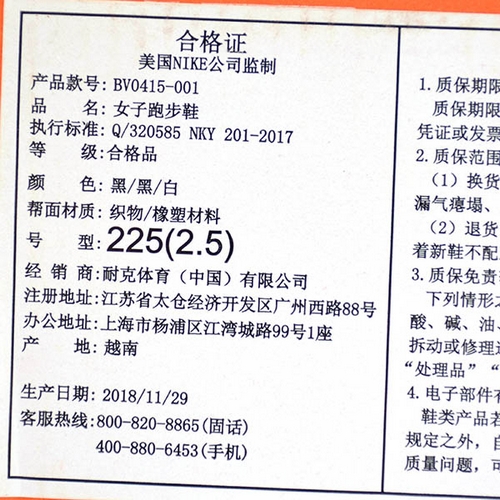 合格证
美国NIKE公司监制
产品款号: BV0415-001
品 名: 女子跑步鞋
执行标准: Q/320585 NKY 201-2017
等 级: 合格品
颜 色: 黑/黑/白
帮面材质: 织物/橡塑材料
号 型: 225(2.5)
经 销 商: 耐克体育（中国）有限公司
注册地址: 江苏省太仓经济开发区广州西路88号
办公地址: 上海市杨浦区江湾城路99号1座
产 地: 越南
生产日期: 2018/11/29
客服热线: 800-820-8865(固话)
400-880-6453(手机)
1. 质保期限
质保期限
凭证或发票
2. 质保范围
（1）换货
漏气瘪塌、
（2）退货
着新鞋不配
3. 质保免责
下列情形之
酸、碱、油、
拆动或修理过
“处理品” “
4. 电子部件有
鞋类产品若
规定之外，自
质量问题，可